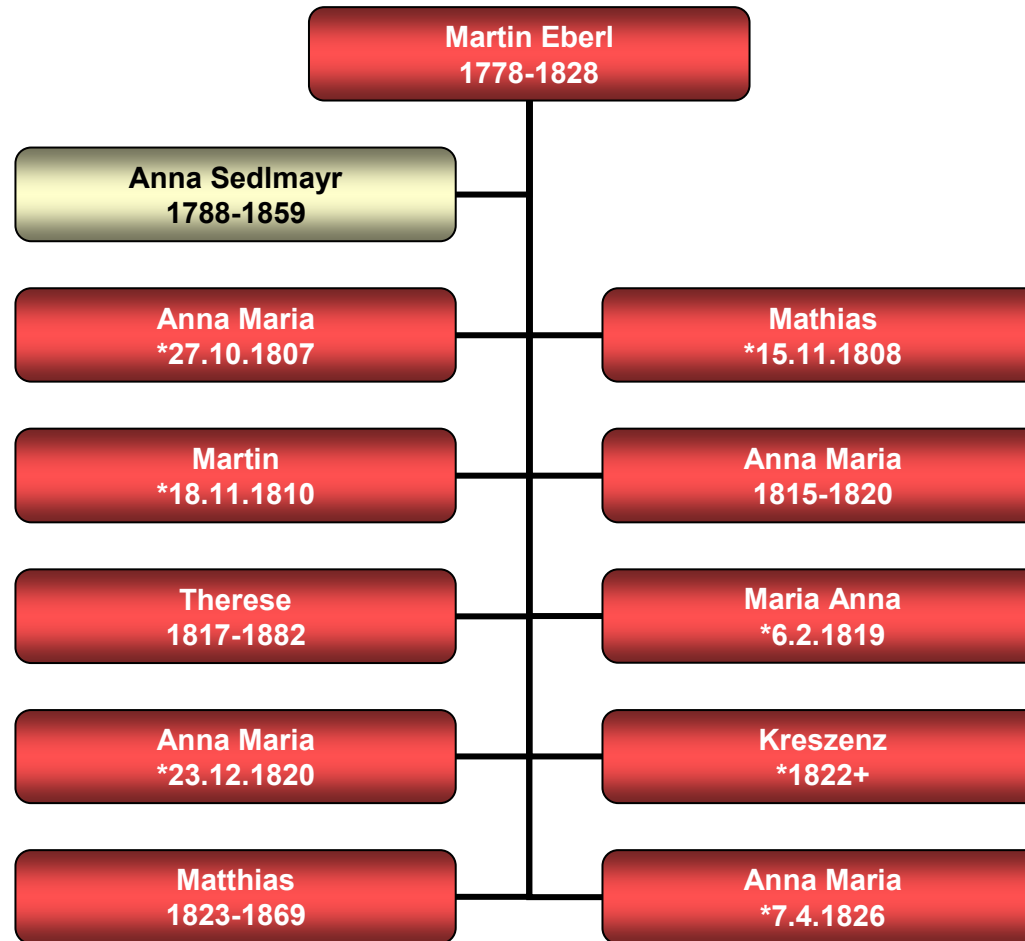 Martin Eberl
1778-1828
Anna Sedlmayr
1788-1859
Anna Maria
*27.10.1807
Mathias
*15.11.1808
Martin
*18.11.1810
Anna Maria
1815-1820
Therese
1817-1882
Maria Anna
*6.2.1819
Anna Maria
*23.12.1820
Kreszenz
*1822+
Matthias
1823-1869
Anna Maria
*7.4.1826